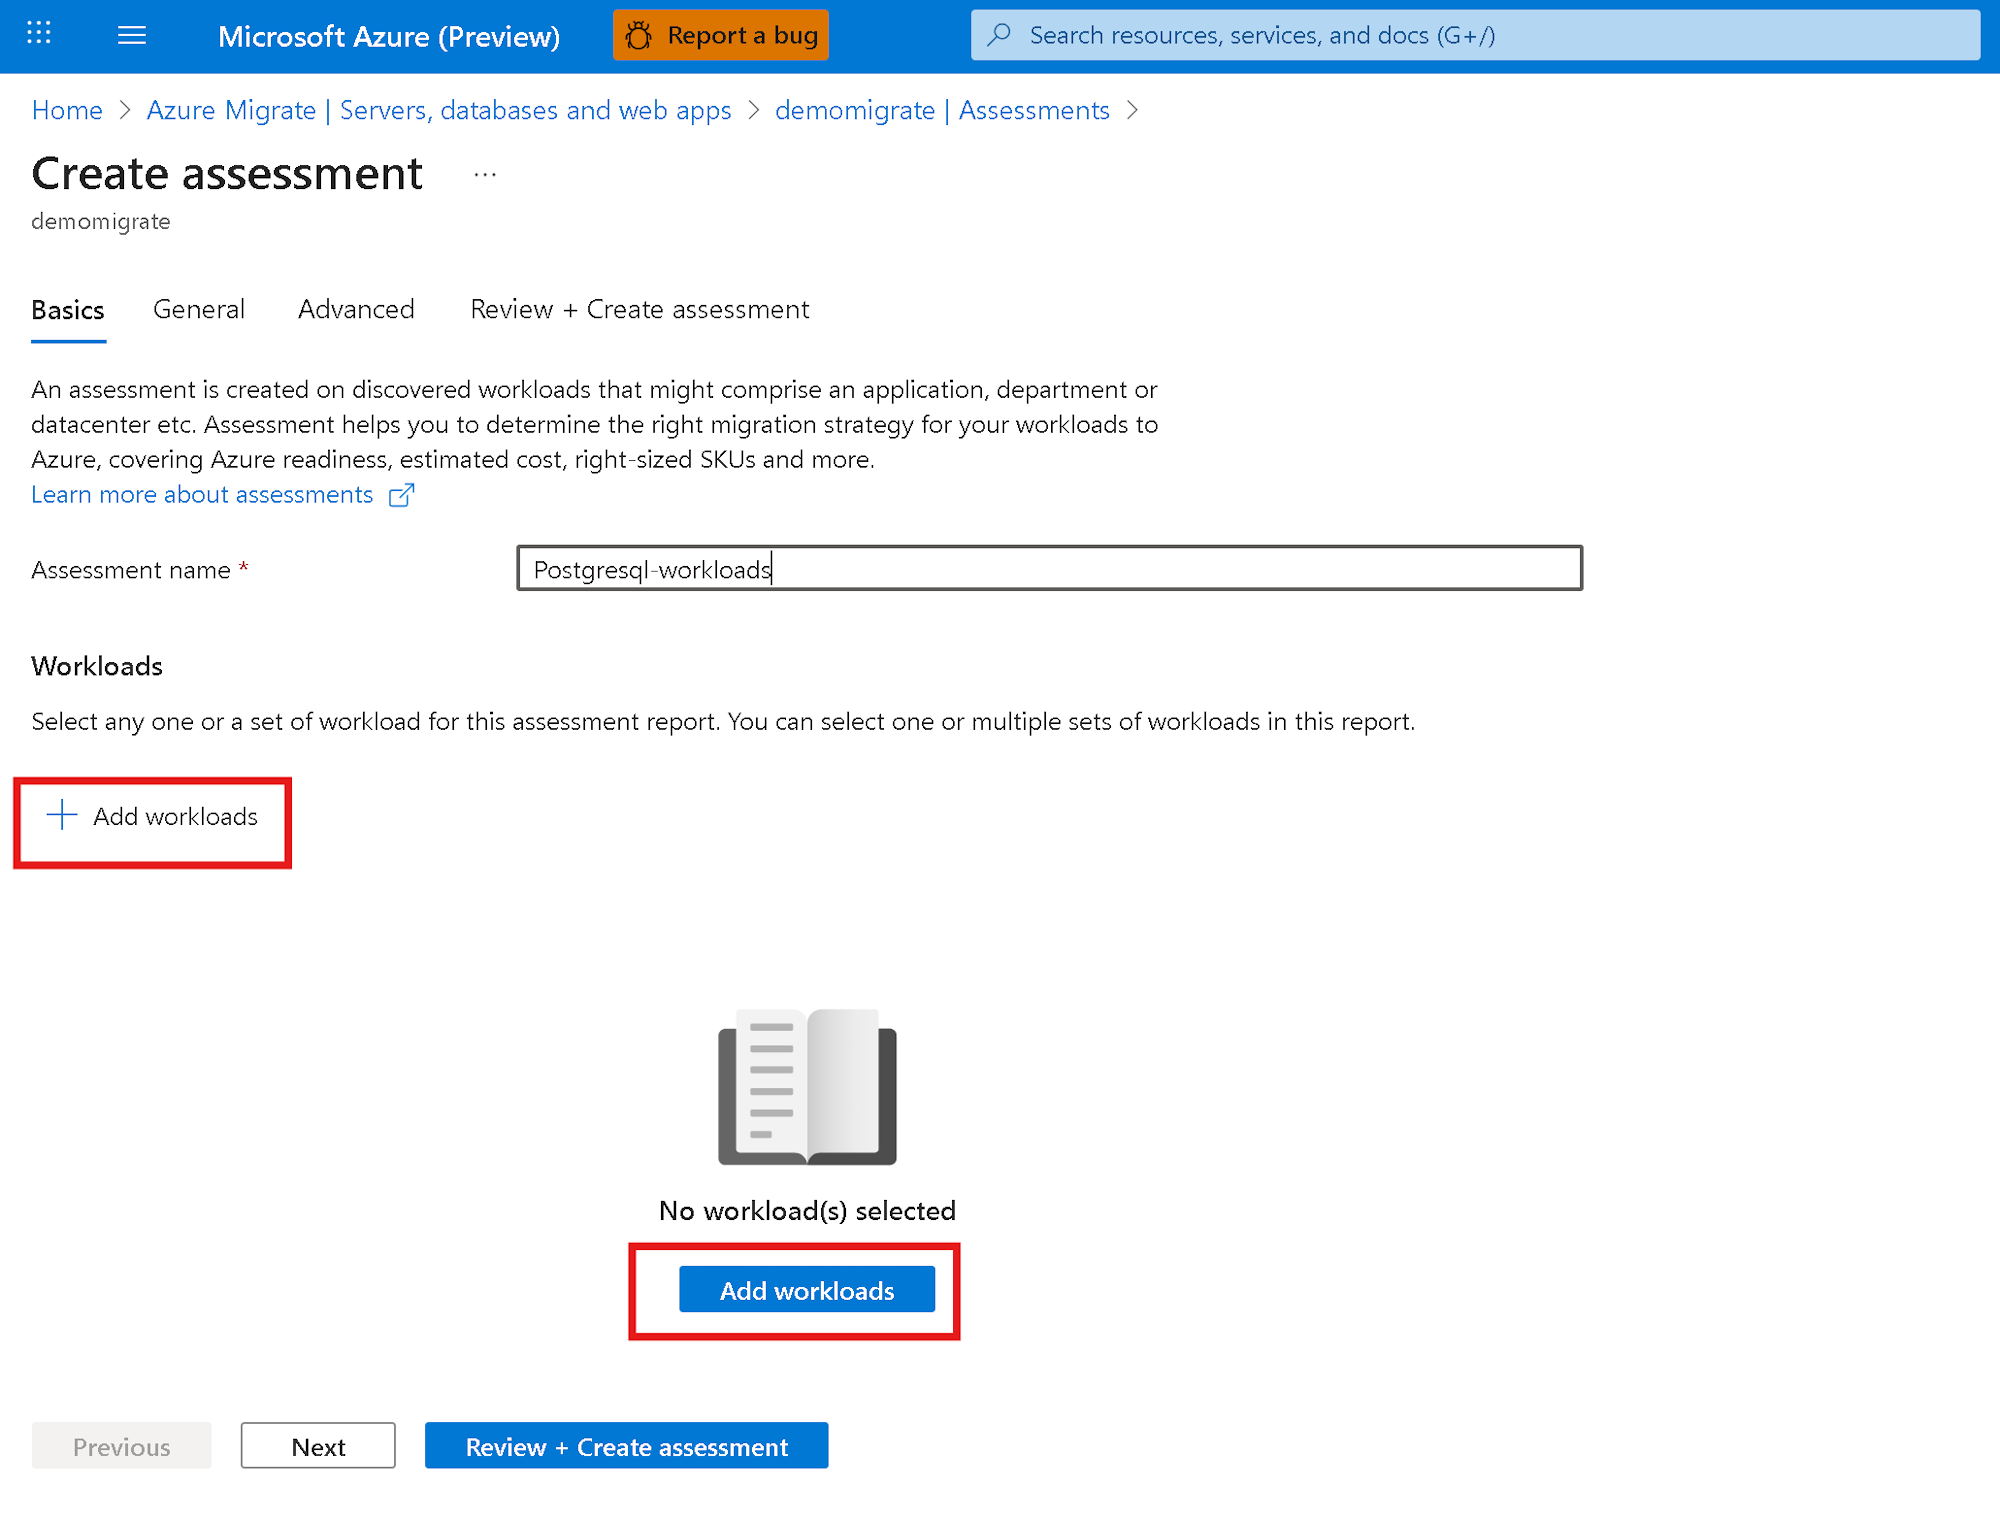 Microsoft Azure (Preview)
Report a bug
Search resources, services, and docs (G+/)
Home > Azure Migrate | Servers, databases and web apps > demomigrate | Assessments >
Create assessment ...
demomigrate
Basics General Advanced Review + Create assessment
An assessment is created on discovered workloads that might comprise an application, department or
datacenter etc. Assessment helps you to determine the right migration strategy for your workloads to
Azure, covering Azure readiness, estimated cost, right-sized SKUs and more.
Learn more about assessments
Assessment name *
Postgresql-workloads
Workloads
Select any one or a set of workload for this assessment report. You can select one or multiple sets of workloads in this report.
+ Add workloads
No workload(s) selected
Add workloads
Previous
Next
Review + Create assessment